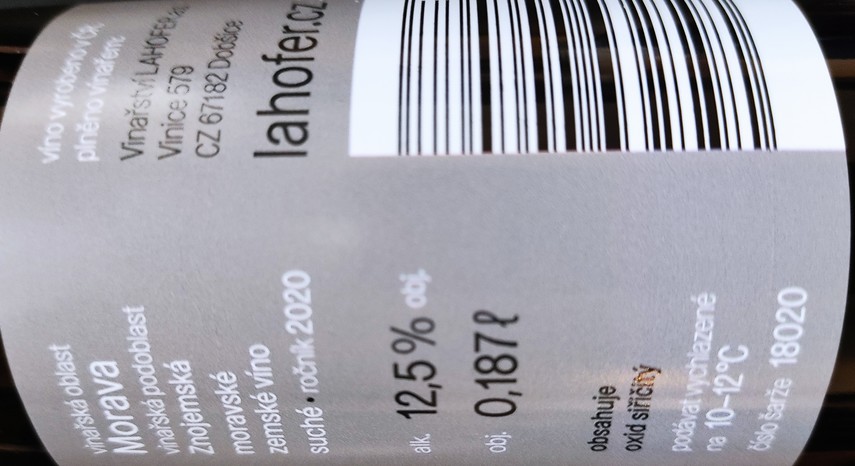 vinařská oblast
Morava
vinařská podoblast
znojemská
moravské
zemské víno
suché • ročník 2020
alk. 12,5 % obj.
obj. 0,187 ℓ
obsahuje
oxid siřičitý
podávat vychlazené
na 10–12 °C
číslo šarže 18020
víno vyrobeno v ČR,
plněno vinařem:
Vinařství LAHOFER
Vinice 579
CZ 671 82 Dobšice
lahofer.cz